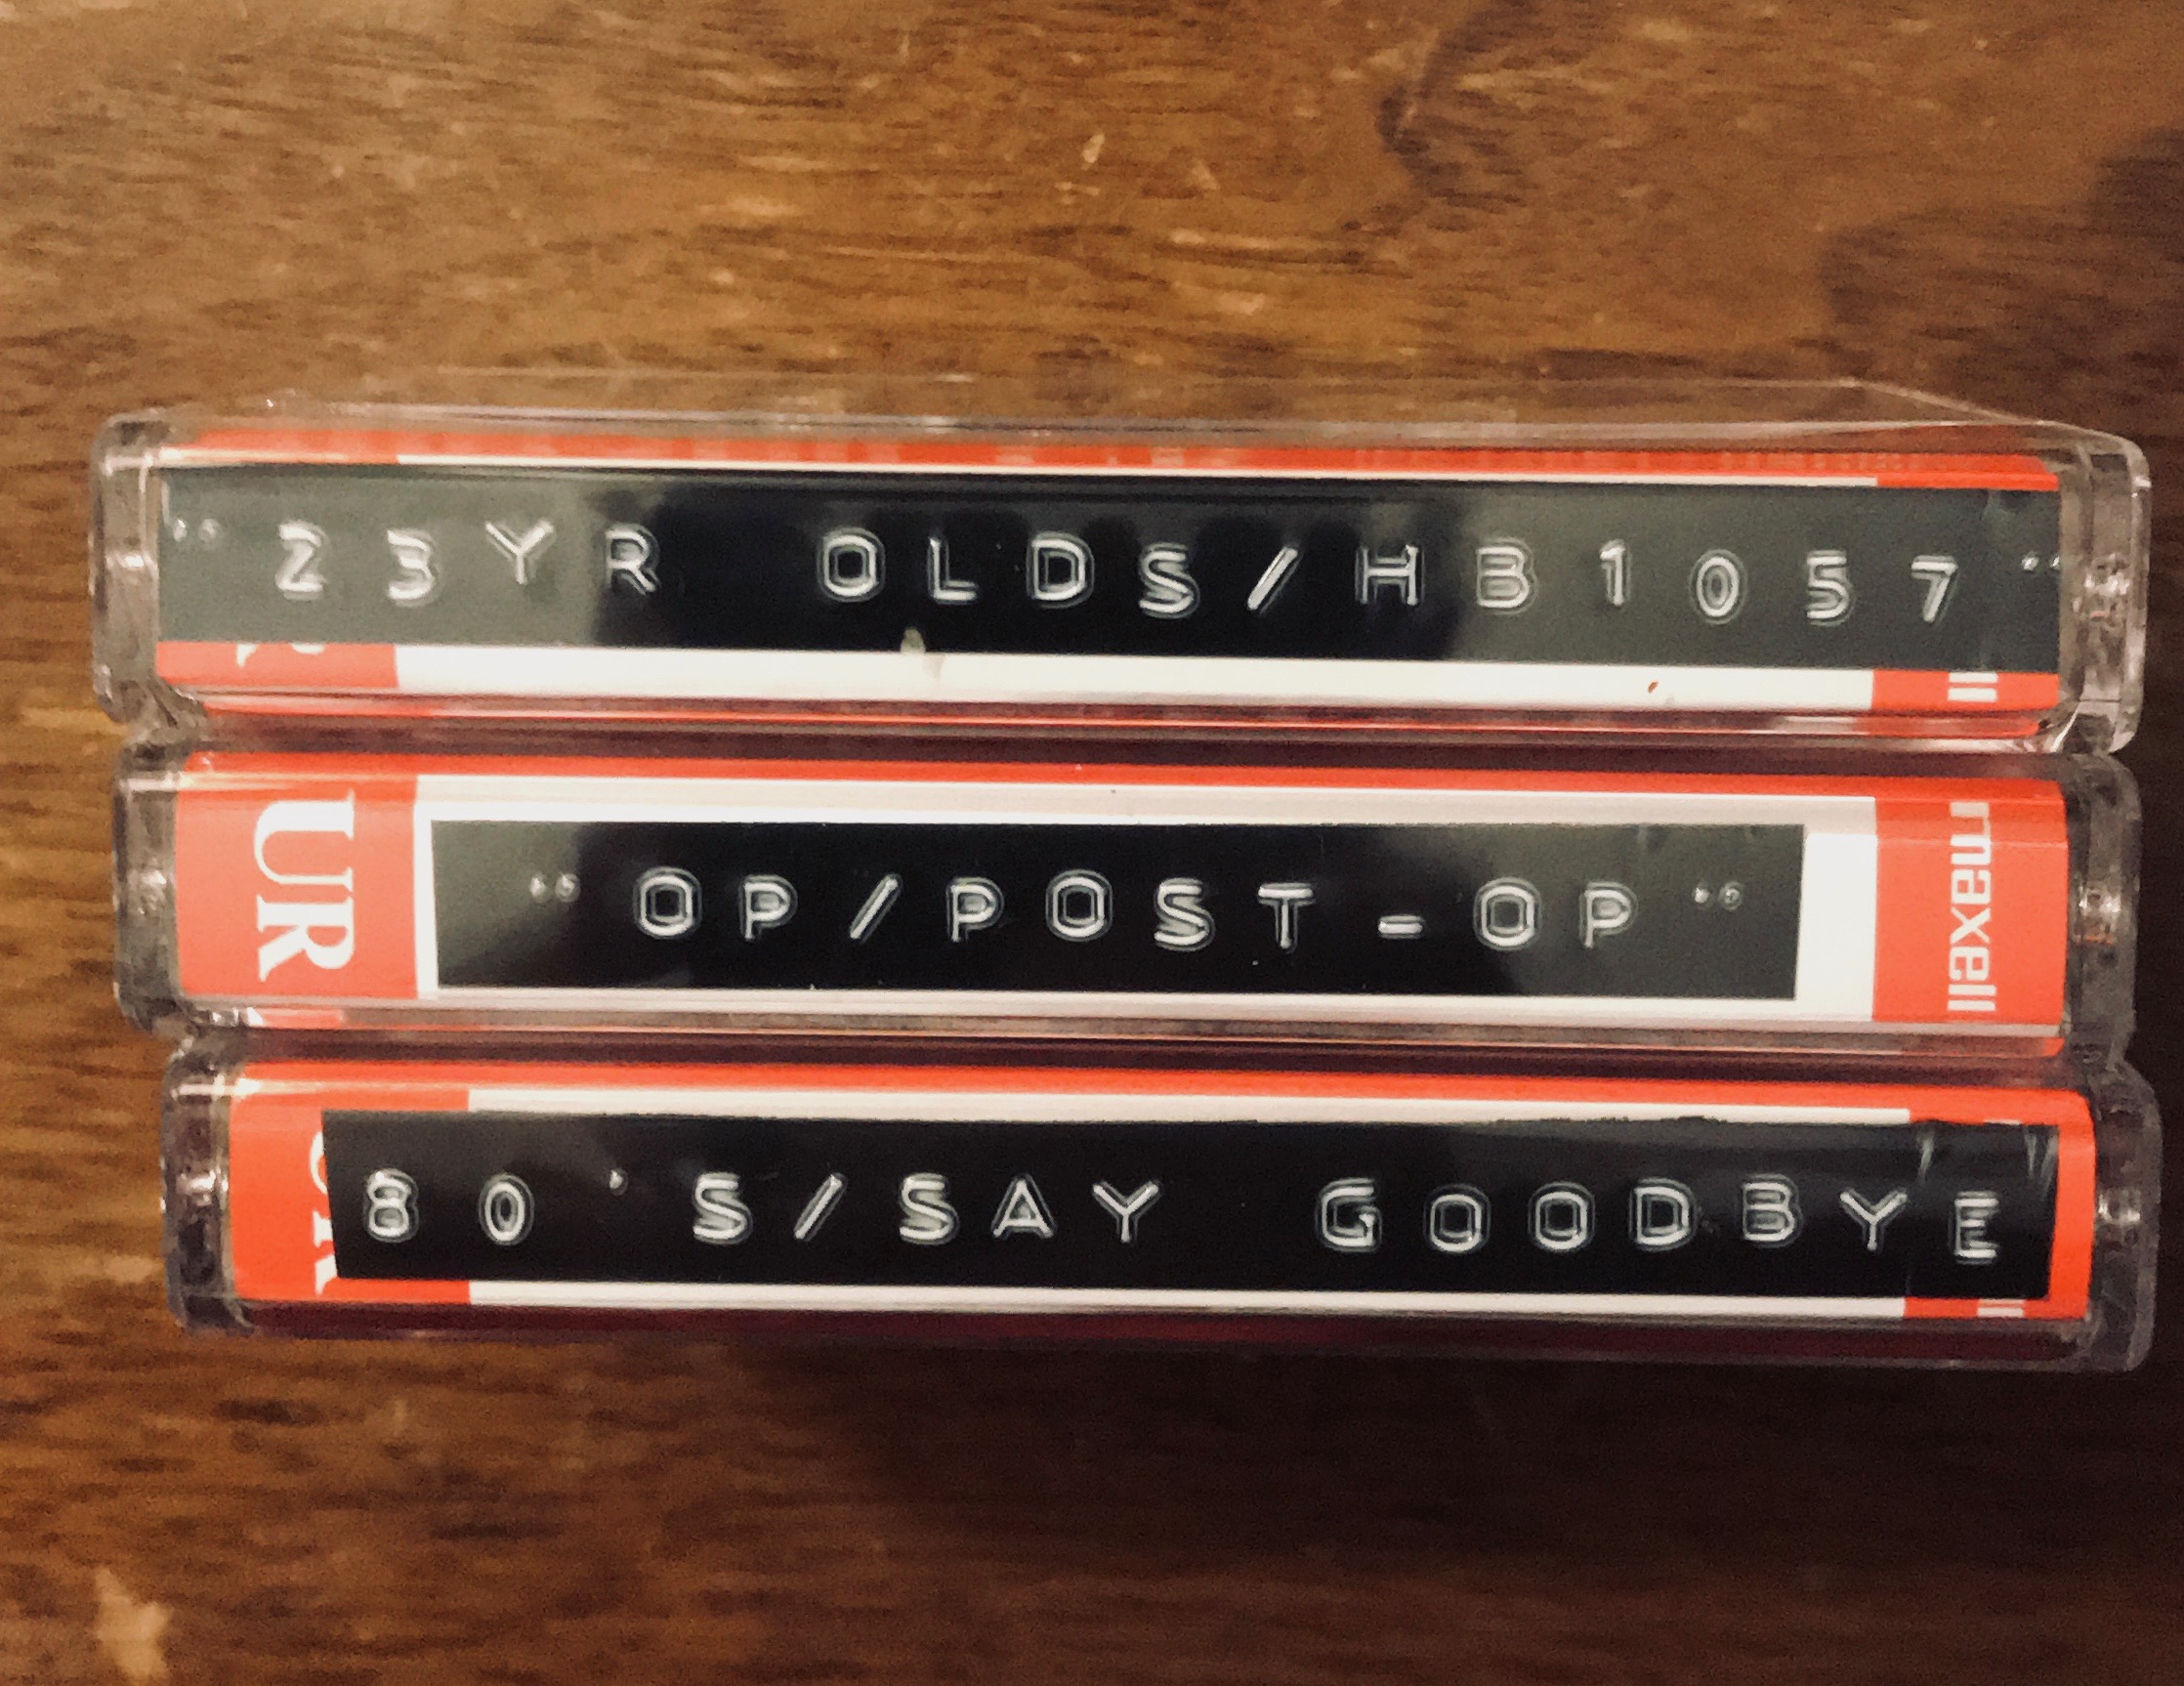 "23YR OLDS/HB1057"
UR
"OP/POST-OP"
maxell
80'S/SAY GOODBYE